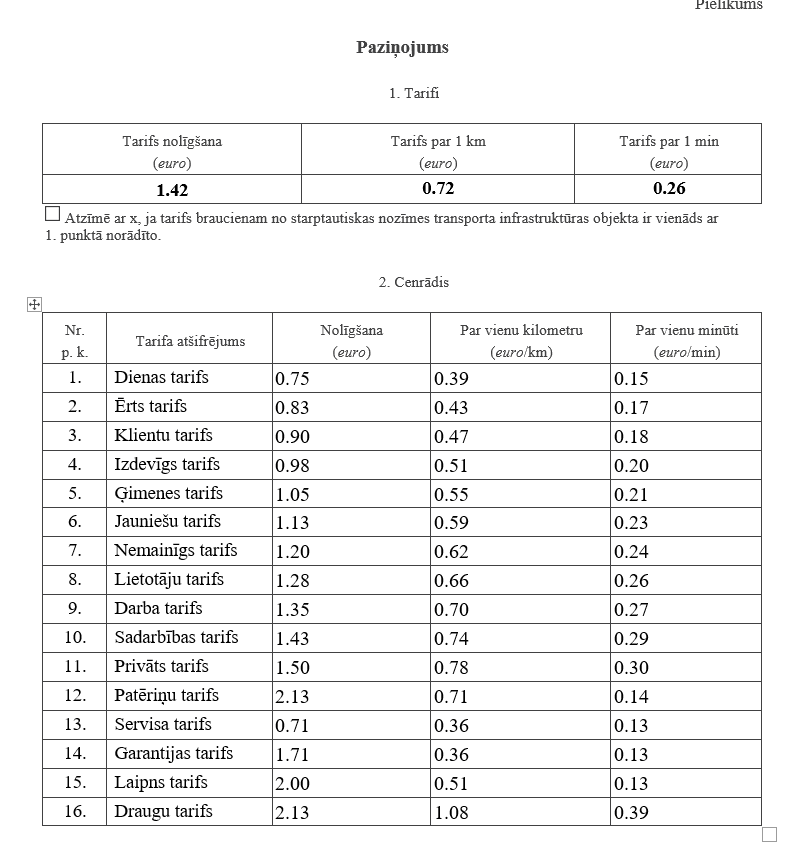 Pielikums
Paziņojums
1. Tarifi
Tarifs nolīgšana
(euro)
Tarifs par 1 km
(euro)
Tarifs par 1 min
(euro)
1.42 0.72 0.26
Atzīmē ar x, ja tarifs braucienam no starptautiskas nozīmes transporta infrastruktūras objekta ir vienāds ar
1. punktā norādīto.
2. Cenrādis
Nr.
p. k.
Tarifa atšifrējums
Nolīgšana
(euro)
Par vienu kilometru
(euro/km)
Par vienu minūti
(euro/min)
1. Dienas tarifs 0.75 0.39 0.15
2. Ērts tarifs 0.83 0.43 0.17
3. Klientu tarifs 0.90 0.47 0.18
4. Izdevīgs tarifs 0.98 0.51 0.20
5. Ģimenes tarifs 1.05 0.55 0.21
6. Jauniešu tarifs 1.13 0.59 0.23
7. Nemainīgs tarifs 1.20 0.62 0.24
8. Lietotāju tarifs 1.28 0.66 0.26
9. Darba tarifs 1.35 0.70 0.27
10. Sadarbības tarifs 1.43 0.74 0.29
11. Privāts tarifs 1.50 0.78 0.30
12. Patēriņu tarifs 2.13 0.71 0.14
13. Servisa tarifs 0.71 0.36 0.13
14. Garantijas tarifs 1.71 0.36 0.13
15. Laipns tarifs 2.00 0.51 0.13
16. Draugu tarifs 2.13 1.08 0.39